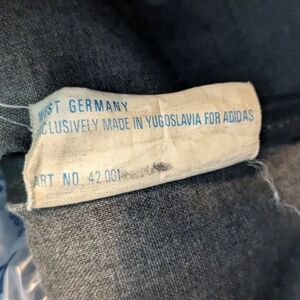 WEST GERMANY
EXCLUSIVELY MADE IN YUGOSLAVIA FOR ADIDAS
ART NO. 42.001